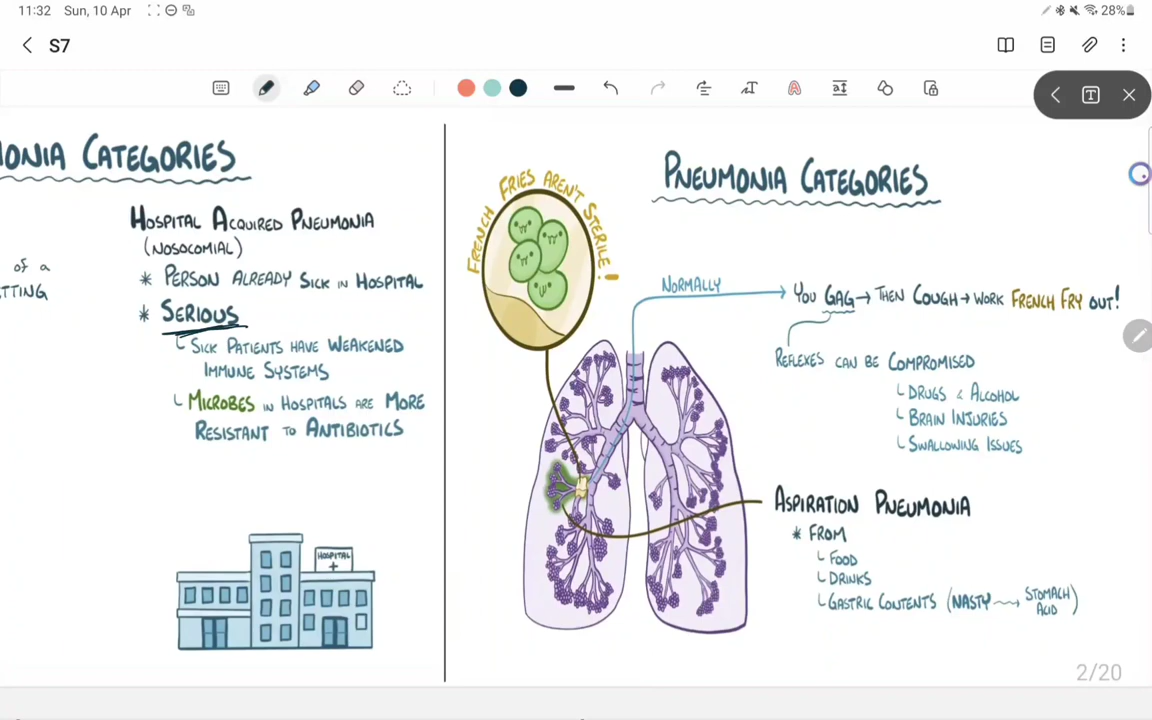 11:32 Sun, 10 Apr
28%
S7
MONIA CATEGORIES
HOSPITAL ACQUIRED PNEUMONIA
(NOSOCOMIAL)
* PERSON ALREADY SICK IN HOSPITAL
* SERIOUS
SICK PATIENTS HAVE WEAKENED
IMMUNE SYSTEMS
MICROBES IN HOSPITALS ARE MORE
RESISTANT TO ANTIBIOTICS
of a
TTING
HOSPITAL
PNEUMONIA CATEGORIES
FRENCH FRIES AREN'T STERILE!
NORMALLY
YOU GAG → THEN COUGH → WORK FRENCH FRY OUT!
REFLEXES CAN BE COMPROMISED
DRUGS & ALCOHOL
BRAIN INJURIES
SWALLOWING ISSUES
ASPIRATION PNEUMONIA
* FROM
FOOD
DRINKS
GASTRIC CONTENTS (NASTY → STOMACH
ACID)
2/20